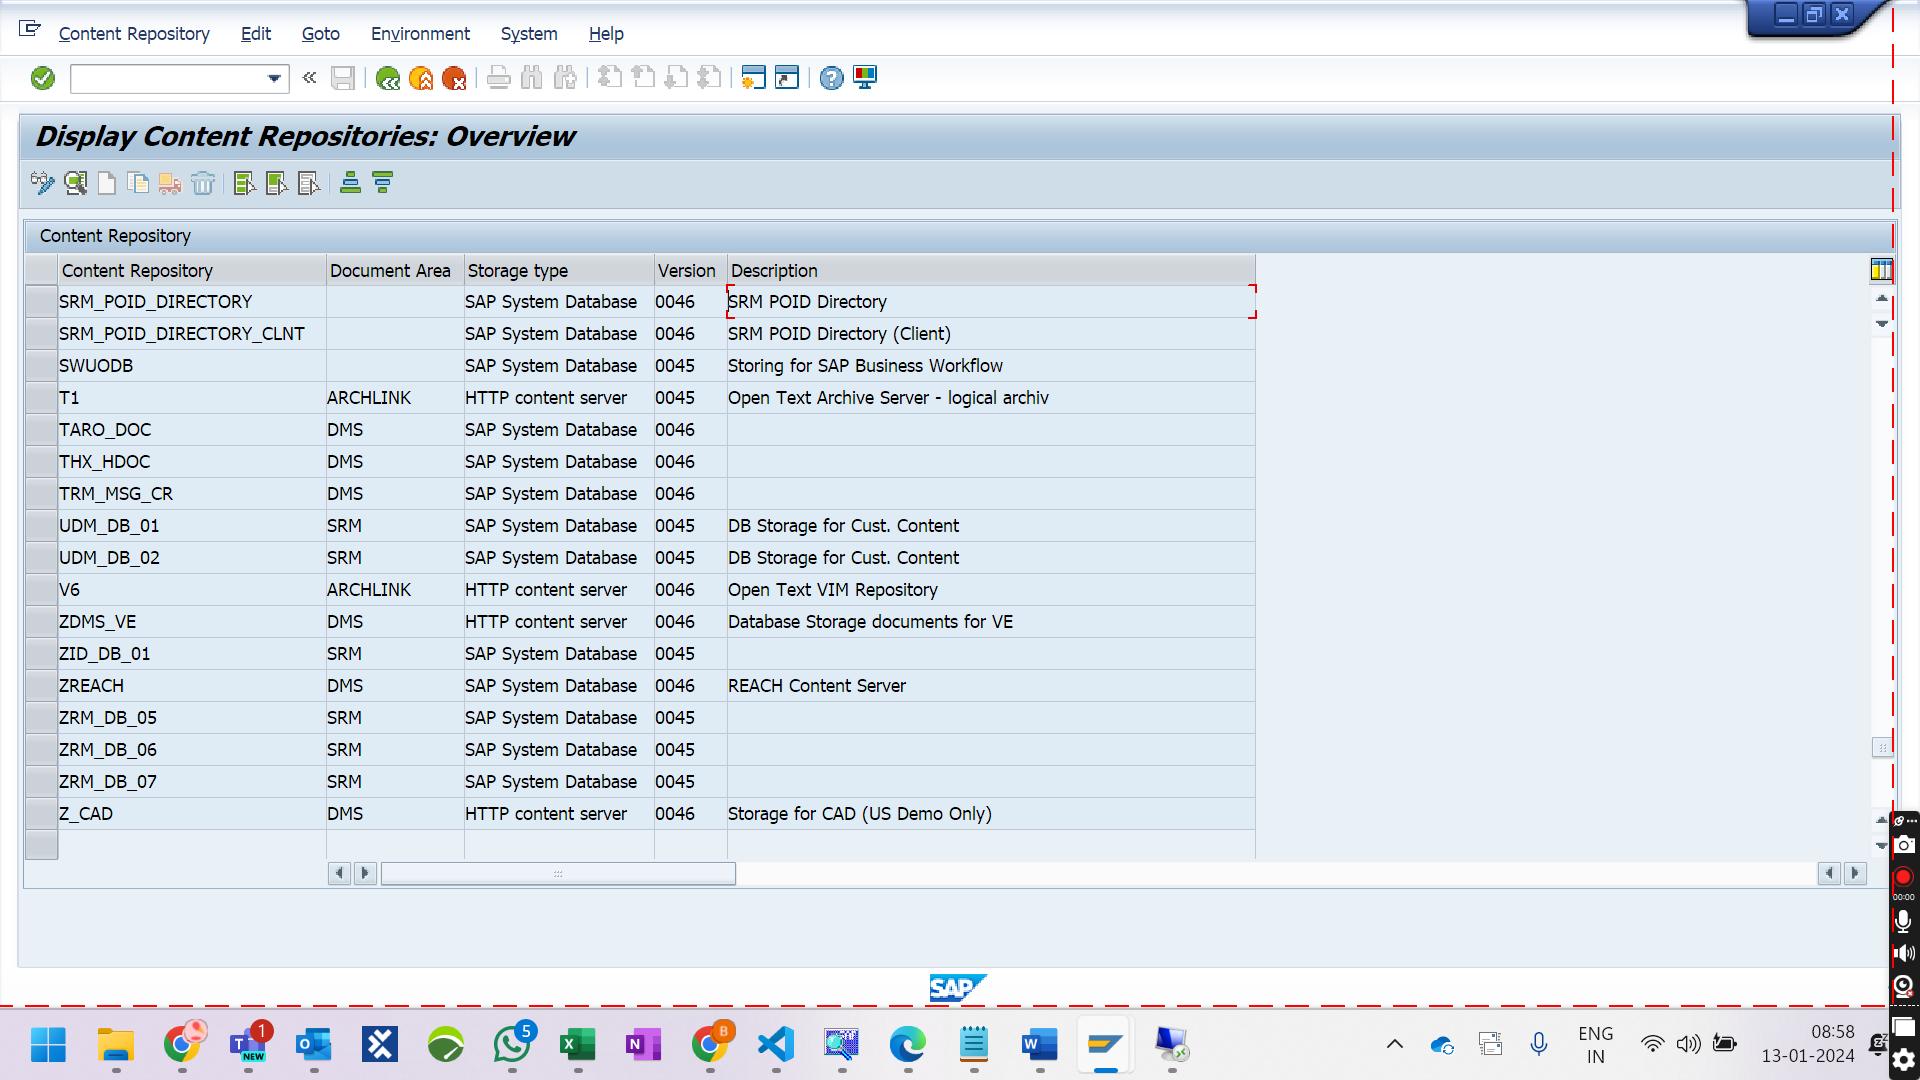 Content Repository Edit Goto Environment System Help
Display Content Repositories: Overview
Content Repository
Content Repository Document Area Storage type Version Description
SRM_POID_DIRECTORY SAP System Database 0046 SRM POID Directory
SRM_POID_DIRECTORY_CLNT SAP System Database 0046 SRM POID Directory (Client)
SWUODB SAP System Database 0045 Storing for SAP Business Workflow
T1 ARCHLINK HTTP content server 0045 Open Text Archive Server - logical archiv
TARO_DOC DMS SAP System Database 0046
THX_HDOC DMS SAP System Database 0046
TRM_MSG_CR DMS SAP System Database 0046
UDM_DB_01 SRM SAP System Database 0045 DB Storage for Cust. Content
UDM_DB_02 SRM SAP System Database 0045 DB Storage for Cust. Content
V6 ARCHLINK HTTP content server 0046 Open Text VIM Repository
ZDMS_VE DMS HTTP content server 0046 Database Storage documents for VE
ZID_DB_01 SRM SAP System Database 0045
ZREACH DMS SAP System Database 0046 REACH Content Server
ZRM_DB_05 SRM SAP System Database 0045
ZRM_DB_06 SRM SAP System Database 0045
ZRM_DB_07 SRM SAP System Database 0045
Z_CAD DMS HTTP content server 0046 Storage for CAD (US Demo Only)
00:00
SAP
1
NEW
5
B
ENG
IN
08:58
13-01-2024